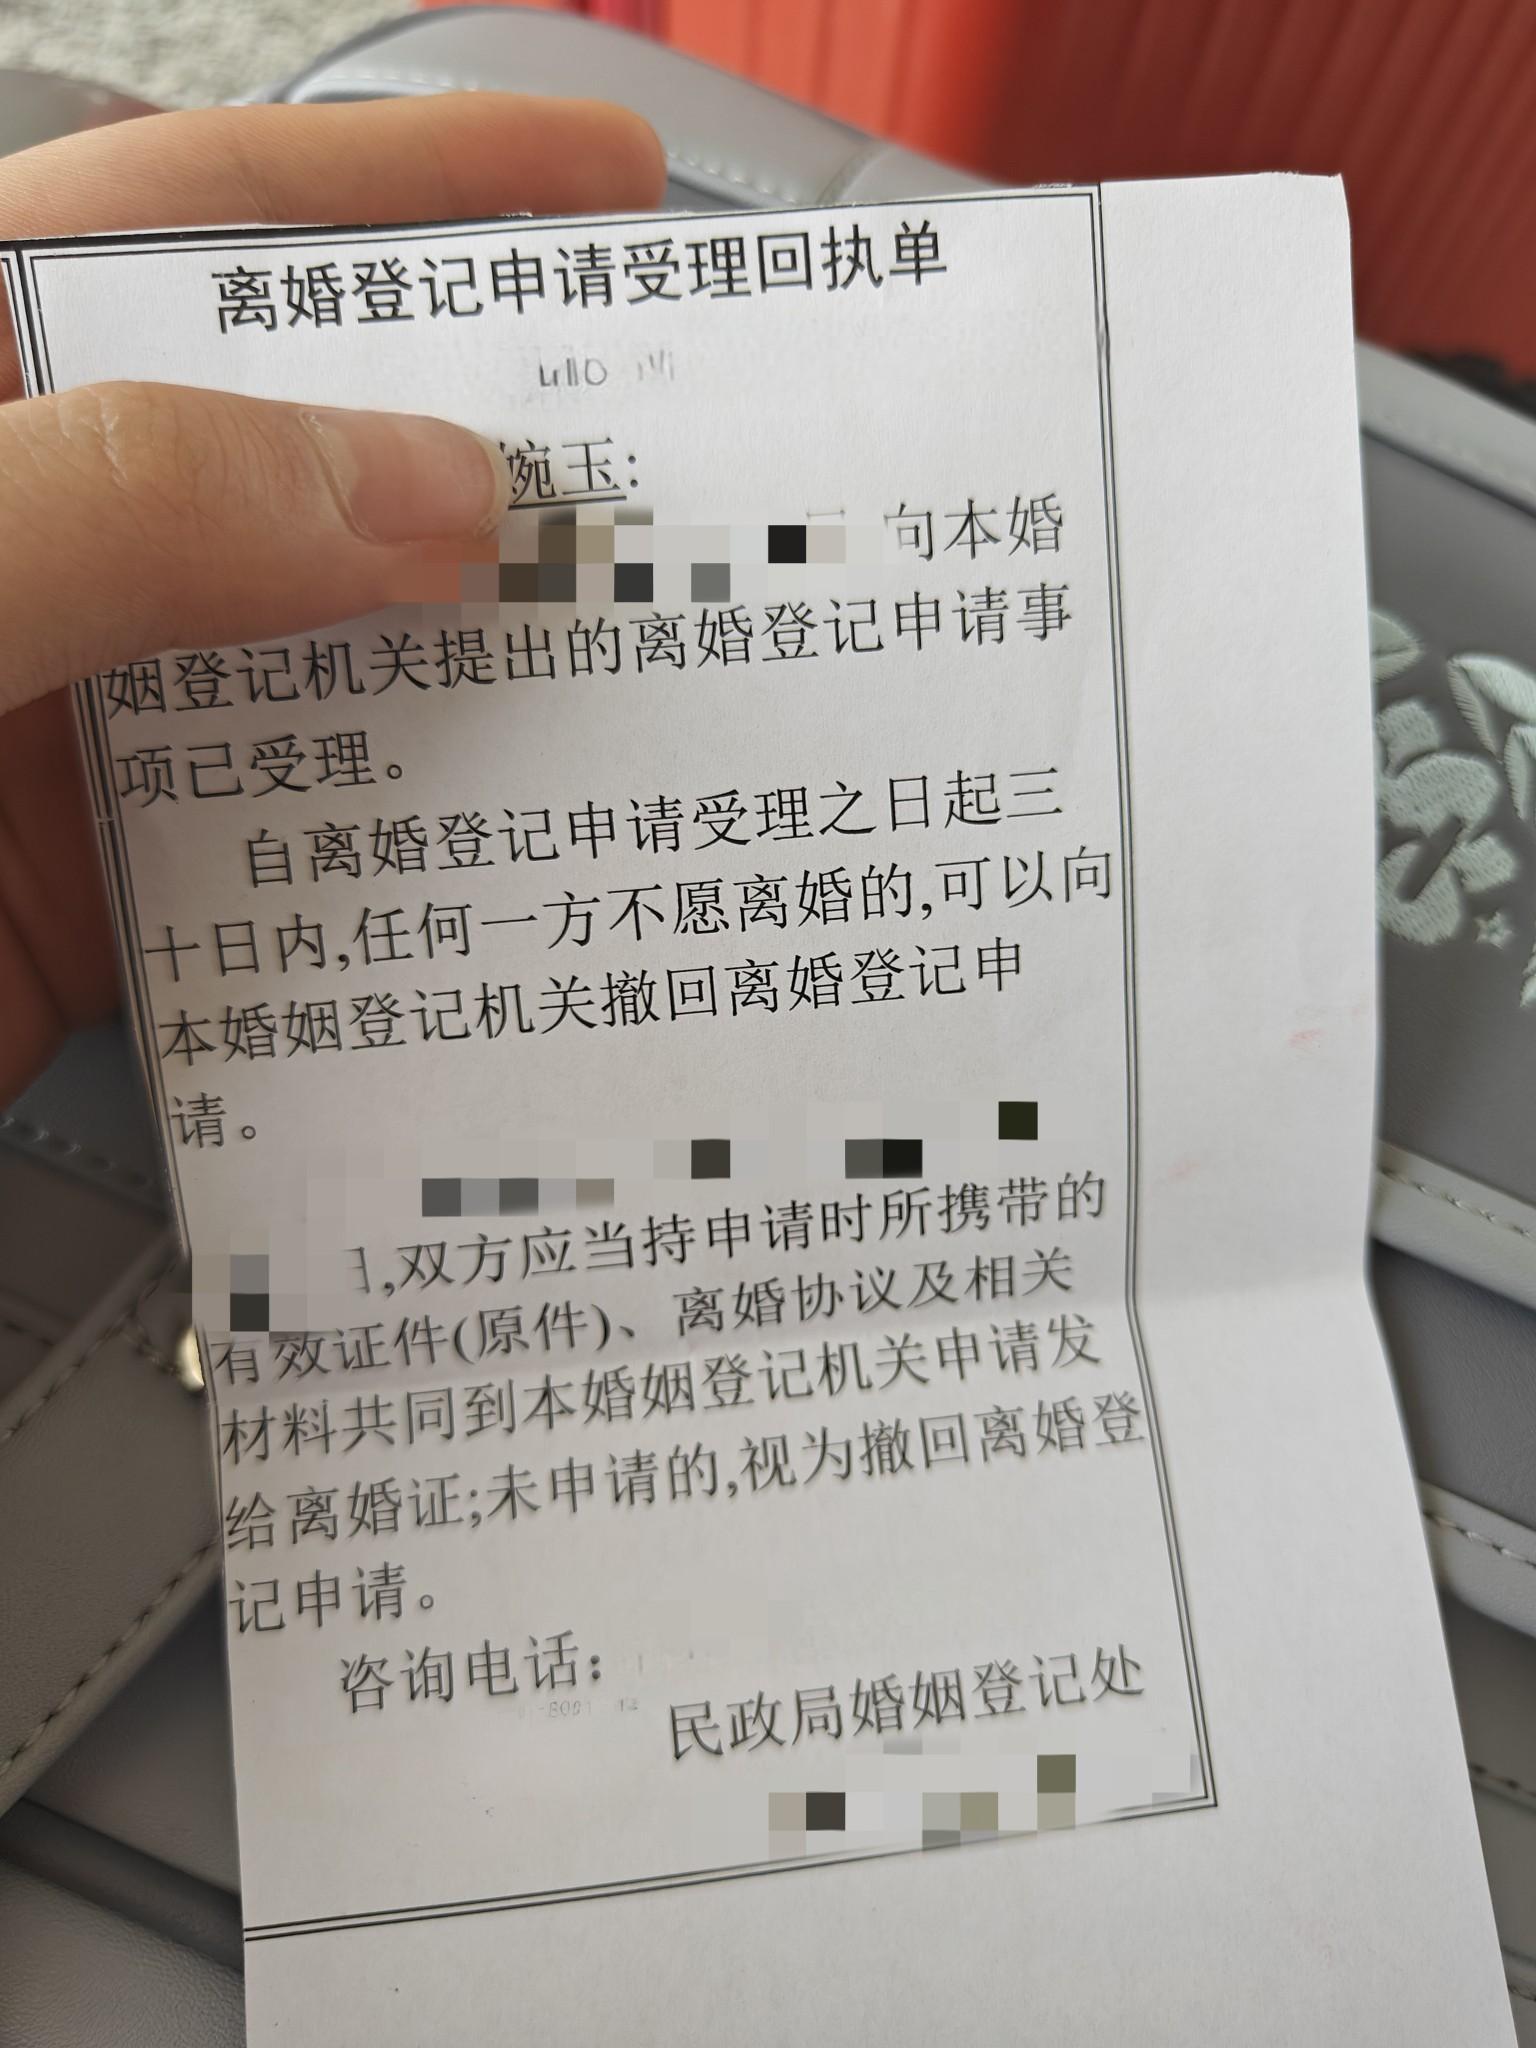 离婚登记申请受理回执单
婉玉:
向本婚
姻登记机关提出的离婚登记申请事
项已受理。
自离婚登记申请受理之日起三
十日内,任何一方不愿离婚的,可以向
本婚姻登记机关撤回离婚登记申
请。
,双方应当持申请时所携带的
有效证件(原件)、离婚协议及相关
材料共同到本婚姻登记机关申请发
给离婚证;未申请的,视为撤回离婚登
记申请。
咨询电话:
民政局婚姻登记处